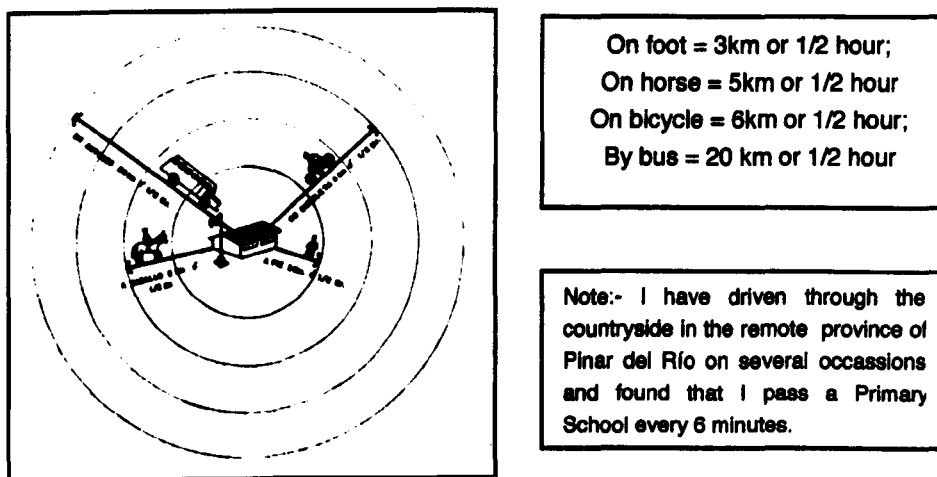 On foot = 3km or 1/2 hour;
On horse = 5km or 1/2 hour
On bicycle = 6km or 1/2 hour;
By bus = 20 km or 1/2 hour
Note:- I have driven through the
countryside in the remote province of
Pinar del Río on several occassions
and found that I pass a Primary
School every 6 minutes.